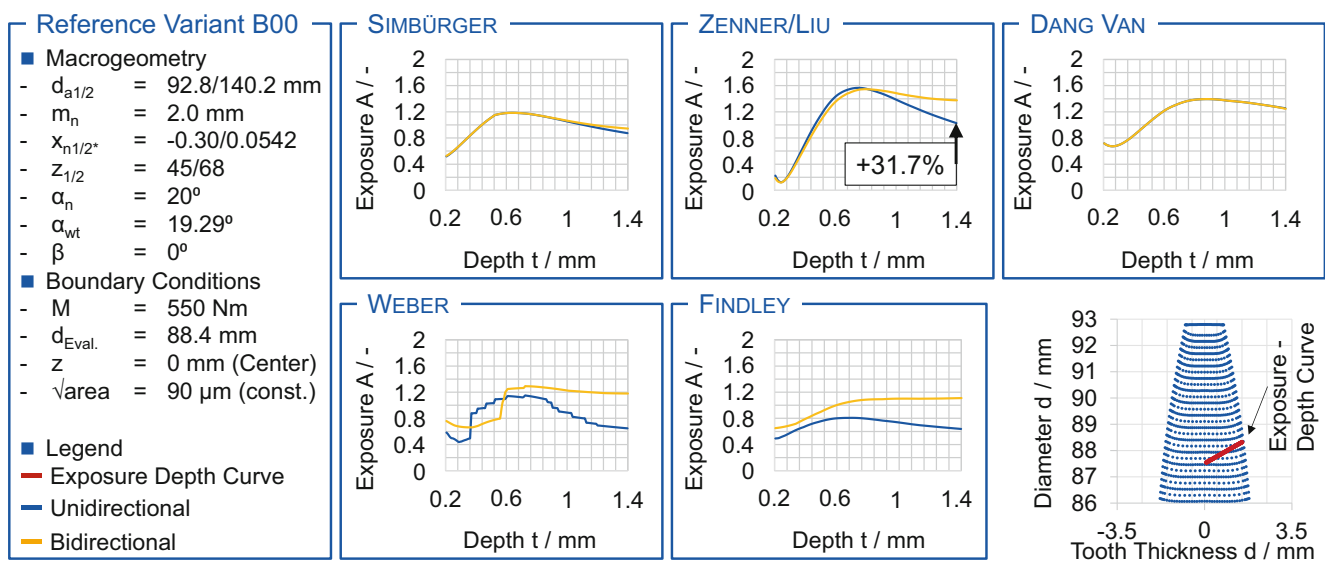 Reference Variant B00
■ Macrogeometry
- da1/2 = 92.8/140.2 mm
- mn = 2.0 mm
- xn1/2* = -0.30/0.0542
- z1/2 = 45/68
- αn = 20º
- αwt = 19.29º
- β = 0º
■ Boundary Conditions
- M = 550 Nm
- dEval. = 88.4 mm
- z = 0 mm (Center)
- √area = 90 µm (const.)
■ Legend
Exposure Depth Curve
Unidirectional
Bidirectional
SIMBÜRGER
Exposure A / -
2
1.6
1.2
0.8
0.4
0
0.2 0.6 1 1.4
Depth t / mm
ZENNER/LIU
Exposure A / -
2
1.6
1.2
0.8
0.4
0
+31.7%
0.2 0.6 1 1.4
Depth t / mm
DANG VAN
Exposure A / -
2
1.6
1.2
0.8
0.4
0
0.2 0.6 1 1.4
Depth t / mm
WEBER
Exposure A / -
2
1.6
1.2
0.8
0.4
0
0.2 0.6 1 1.4
Depth t / mm
FINDLEY
Exposure A / -
2
1.6
1.2
0.8
0.4
0
0.2 0.6 1 1.4
Depth t / mm
Diameter d / mm
93
92
91
90
89
88
87
86
-3.5 0 3.5
Tooth Thickness d / mm
Exposure -
Depth Curve